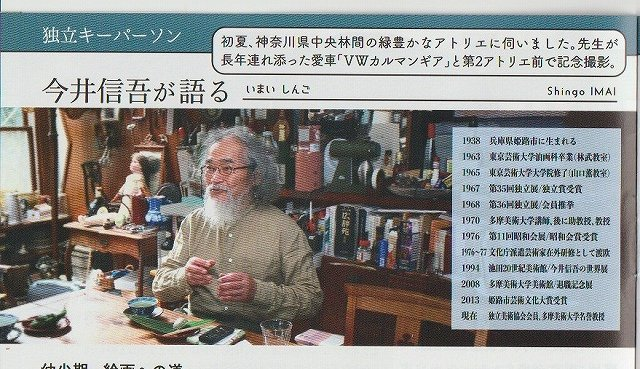 独立キーパーソン
初夏、神奈川県中央林間の緑豊かなアトリエに伺いました。先生が
長年連れ添った愛車「VWカルマンギア」と第2アトリエ前で記念撮影。
今井信吾が語る いまい しんご Shingo IMAI
1938 兵庫県姫路市に生まれる
1963 東京芸術大学油画科卒業(林武教室)
1965 東京芸術大学大学院修了(山口薫教室)
1967 第35回独立展/独立賞受賞
1968 第36回独立展/会員推挙
1970 多摩美術大学講師、後に助教授、教授
1976 第11回昭和会展/昭和会賞受賞
1976~77 文化庁派遣芸術家在外研修として渡欧
1994 池田20世紀美術館/今井信吾の世界展
2008 多摩美術大学美術館/退職記念展
2013 姫路市芸術文化大賞受賞
現在 独立美術協会会員、多摩美術大学名誉教授
広辞苑
幼少期 絵画への道